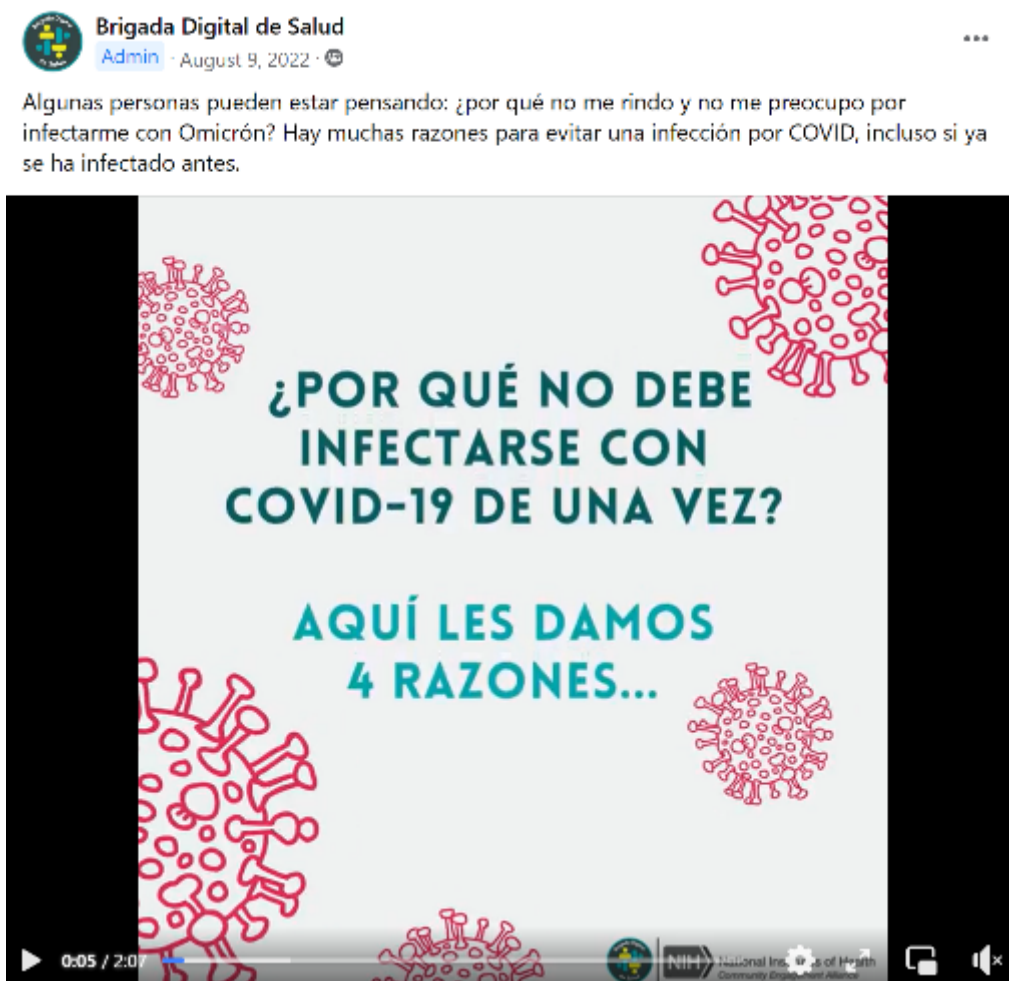 Brigada Digital de Salud
Admin · August 9, 2022 ·
Algunas personas pueden estar pensando: ¿por qué no me rindo y no me preocupo por
infectarme con Omicrón? Hay muchas razones para evitar una infección por COVID, incluso si ya
se ha infectado antes.
¿POR QUÉ NO DEBE
INFECTARSE CON
COVID-19 DE UNA VEZ?
AQUÍ LES DAMOS
4 RAZONES...
0:05 / 2:07
NIH
National of Health
Community Engagement Alliance